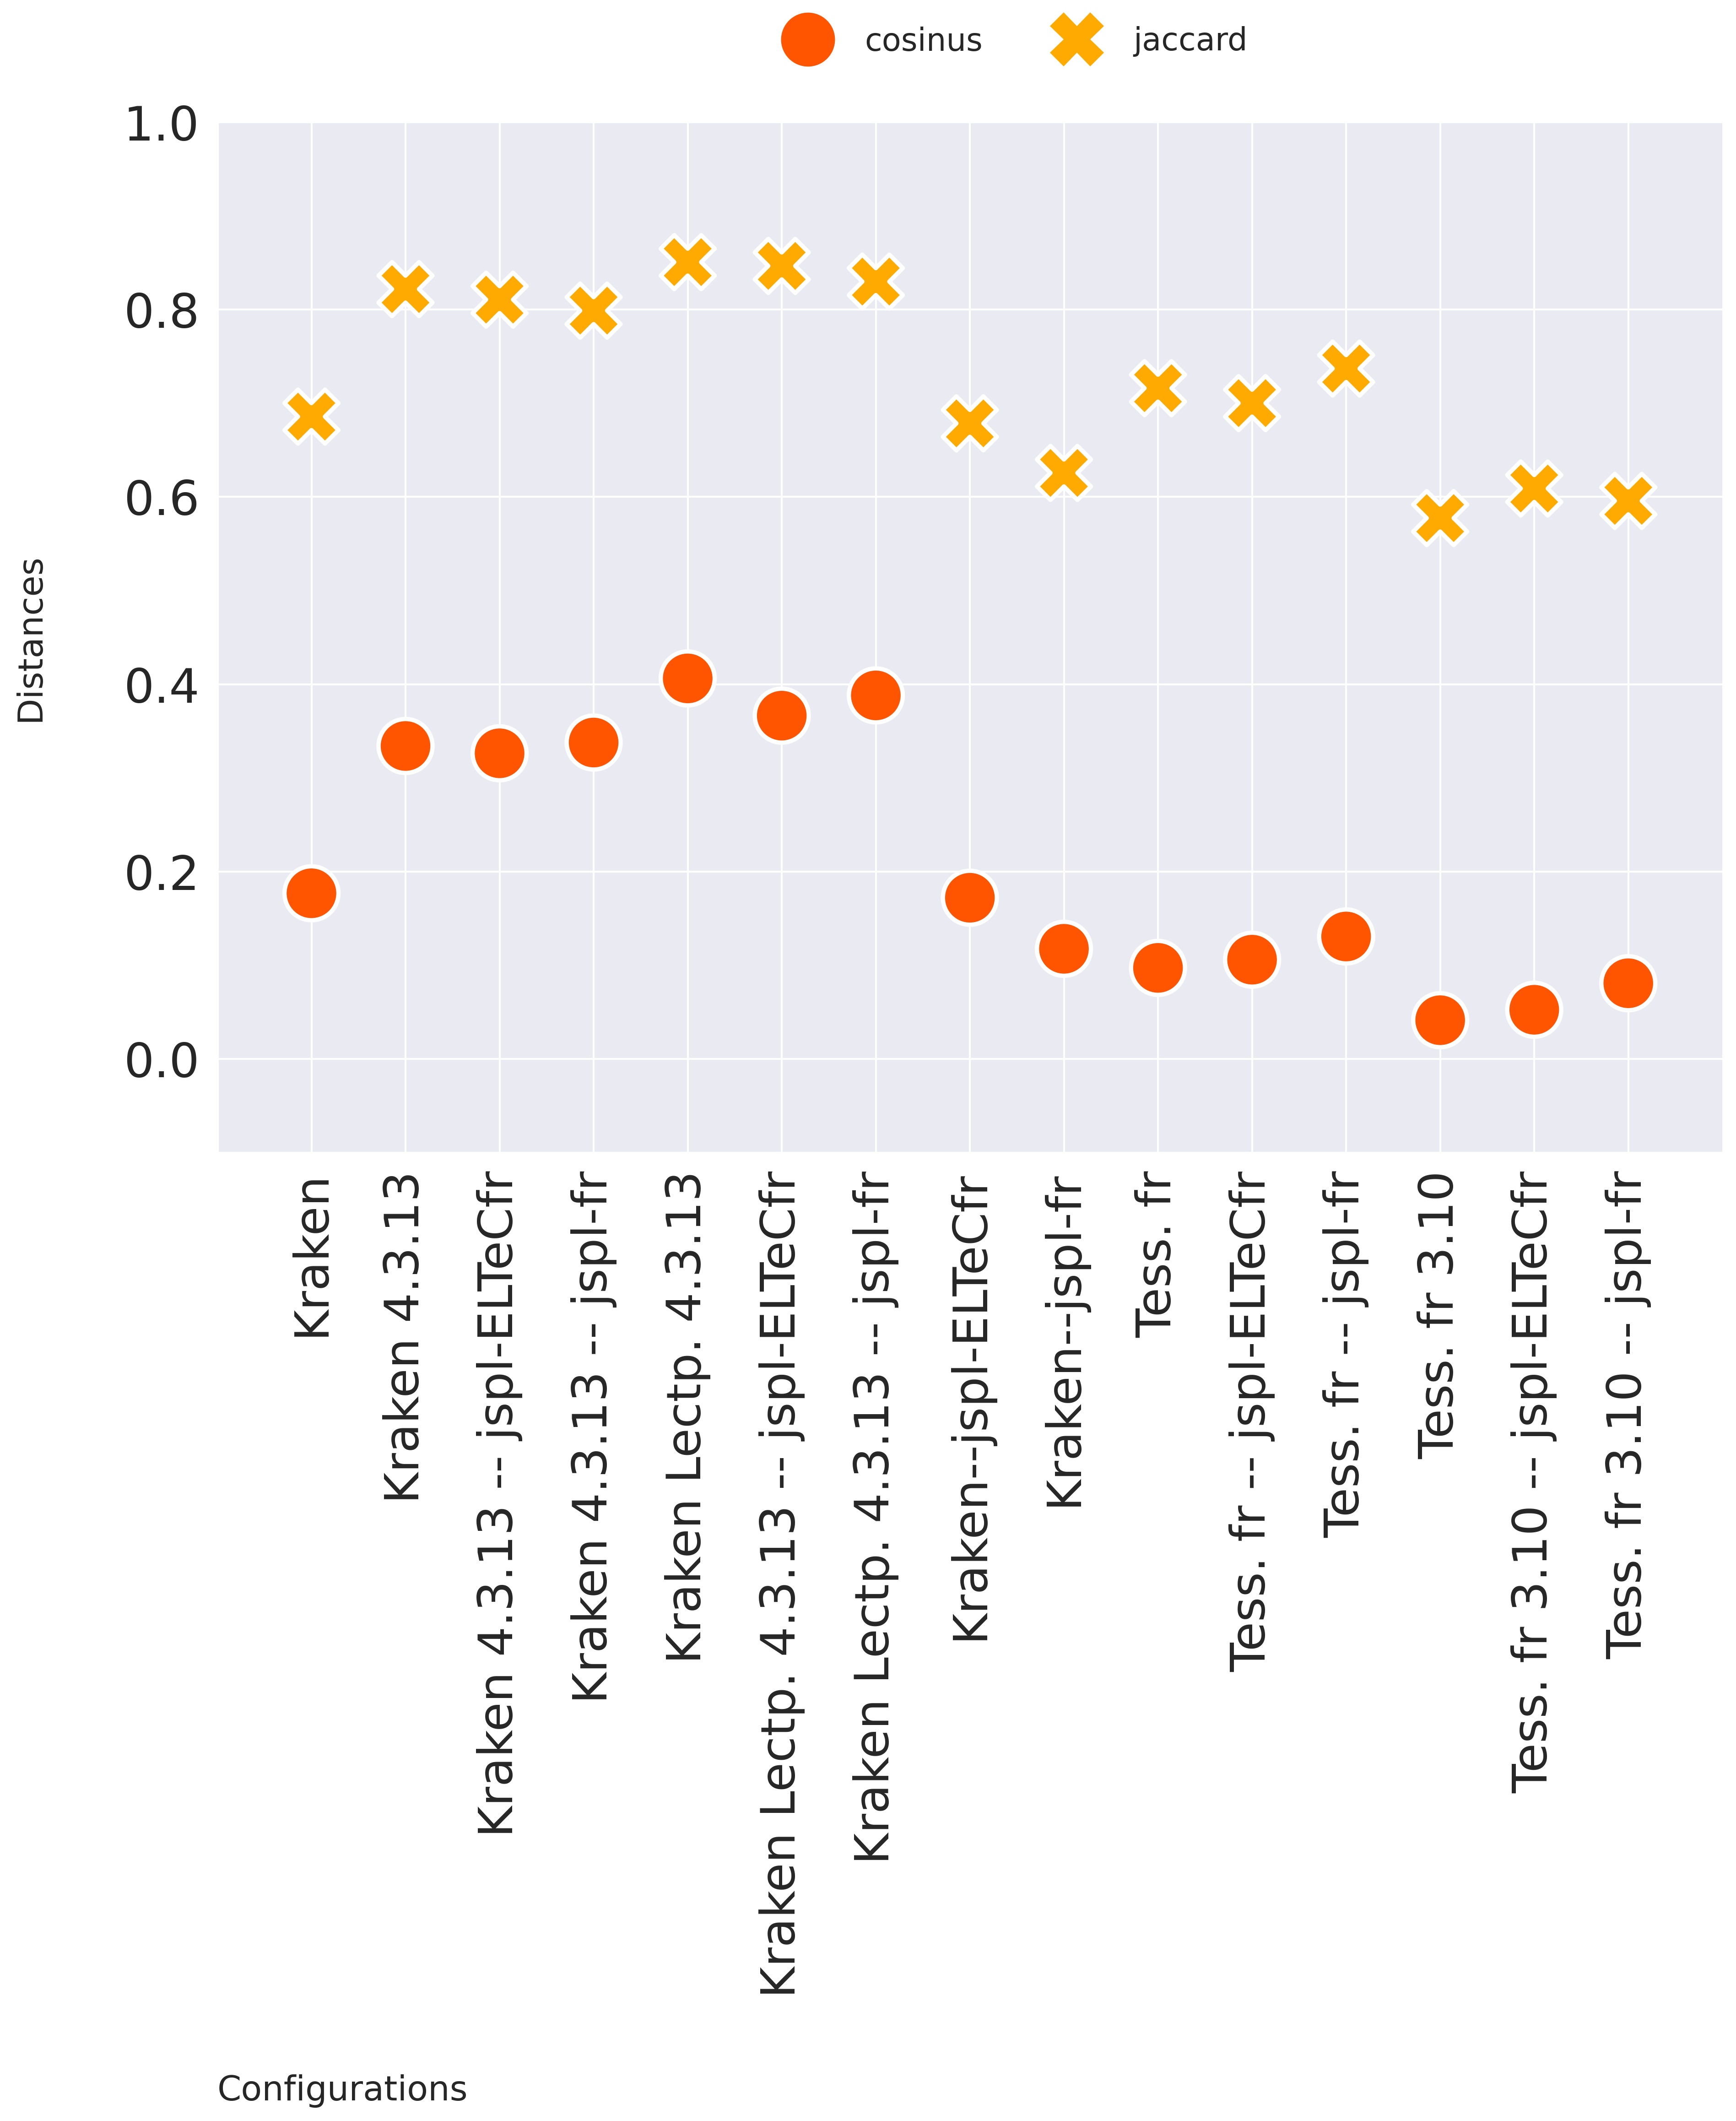 cosinus jaccard
1.0
0.8
0.6
0.4
0.2
0.0
Distances
Kraken
Kraken 4.3.13
Kraken 4.3.13 -- jspl-ELTeCfr
Kraken 4.3.13 -- jspl-fr
Kraken Lectp. 4.3.13
Kraken Lectp. 4.3.13 -- jspl-ELTeCfr
Kraken Lectp. 4.3.13 -- jspl-fr
Kraken--jspl-ELTeCfr
Kraken--jspl-fr
Tess. fr
Tess. fr -- jspl-ELTeCfr
Tess. fr -- jspl-fr
Tess. fr 3.10
Tess. fr 3.10 -- jspl-ELTeCfr
Tess. fr 3.10 -- jspl-fr
Configurations